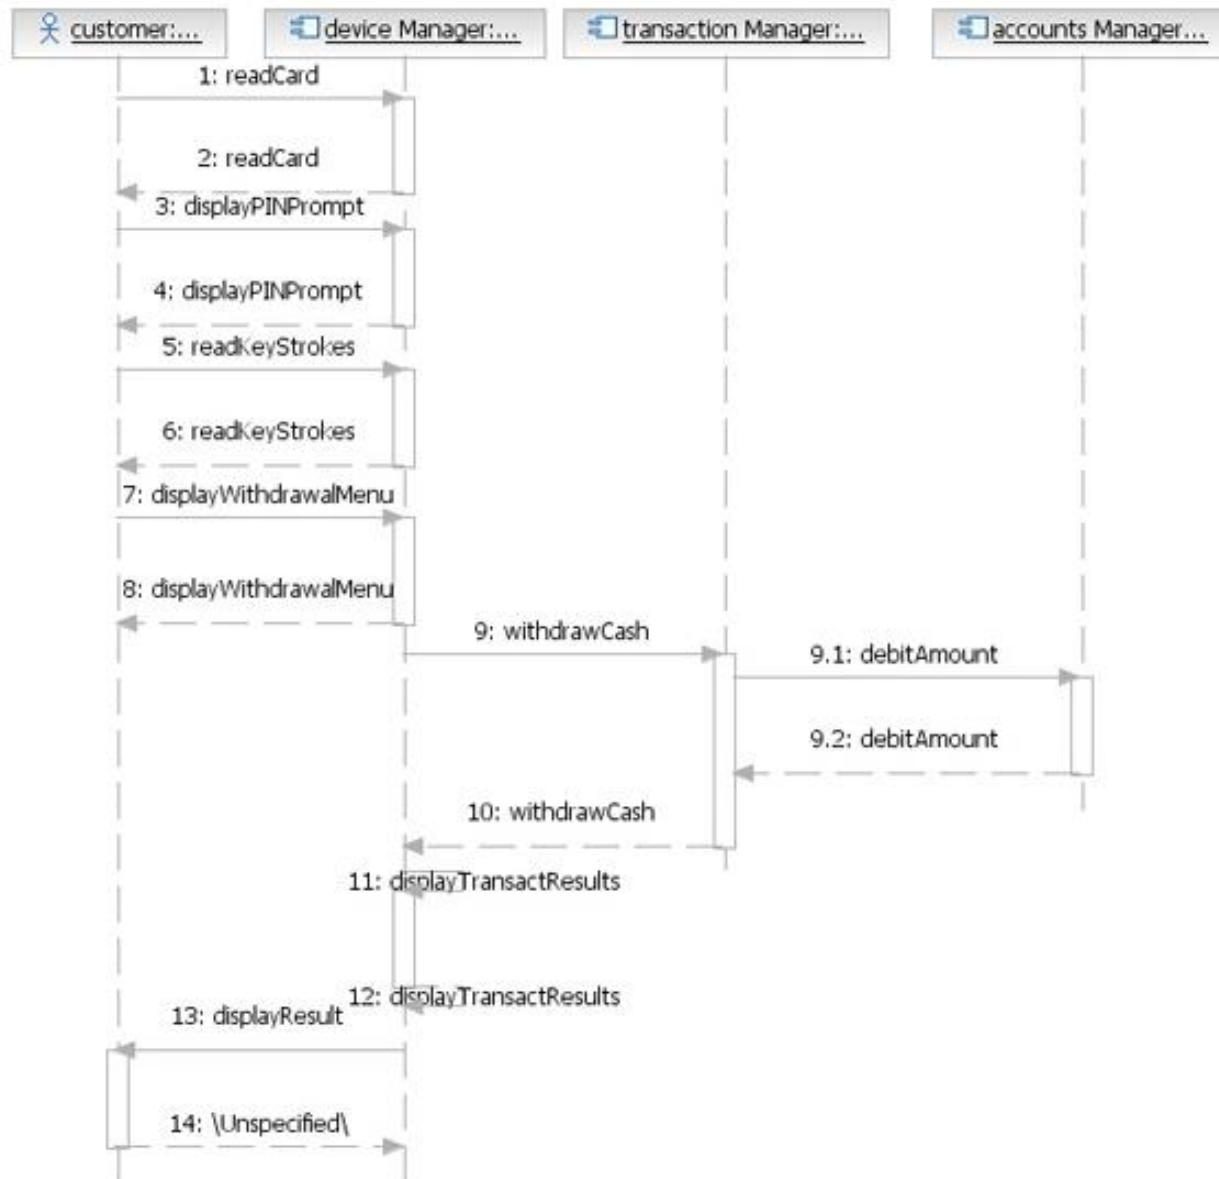 customer:...
device Manager:...
transaction Manager:...
accounts Manager...
1: readCard
2: readCard
3: displayPINPrompt
4: displayPINPrompt
5: readKeyStrokes
6: readKeyStrokes
7: displayWithdrawalMenu
8: displayWithdrawalMenu
9: withdrawCash
9.1: debitAmount
9.2: debitAmount
10: withdrawCash
11: displayTransactResults
12: displayTransactResults
13: displayResult
14: \Unspecified\